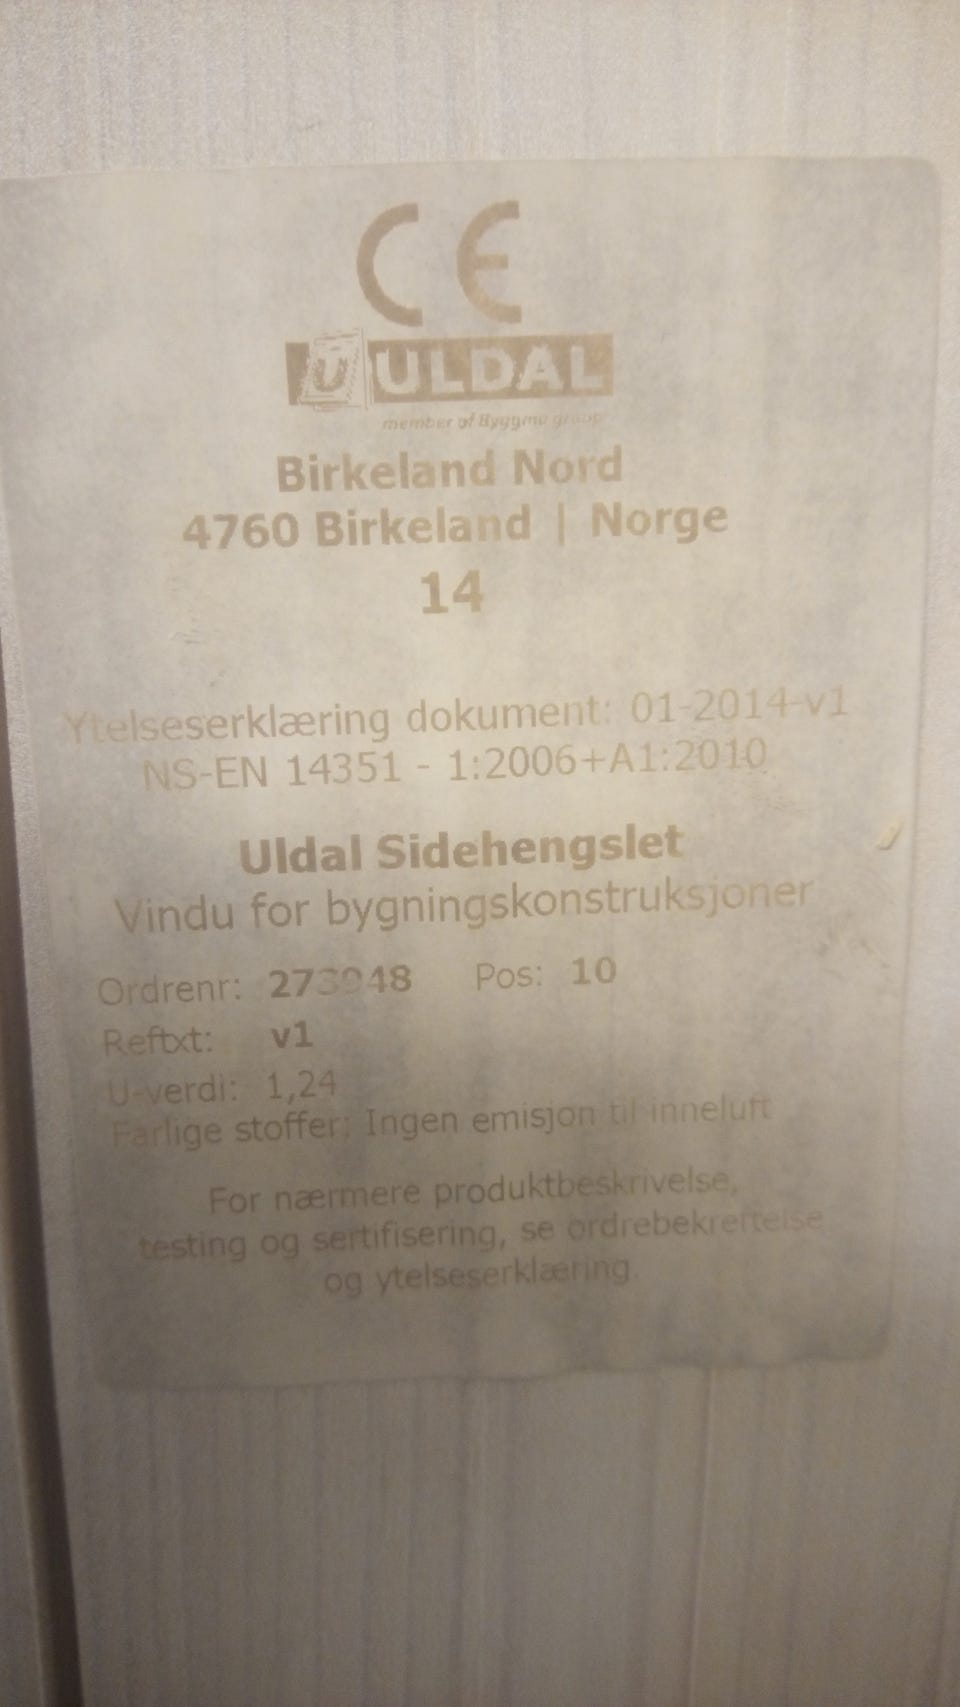 CE
U ULDAL
member of Byggma group
Birkeland Nord
4760 Birkeland | Norge
14
Ytelseserklæring dokument: 01-2014-v1
NS-EN 14351 - 1:2006+A1:2010
Uldal Sidehengslet
Vindu for bygningskonstruksjoner
Ordrenr: 273948 Pos: 10
Reftxt: v1
U-verdi: 1,24
Farlige stoffer: Ingen emisjon til inneluft
For nærmere produktbeskrivelse,
testing og sertifisering, se ordrebekreftelse
og ytelseserklæring.